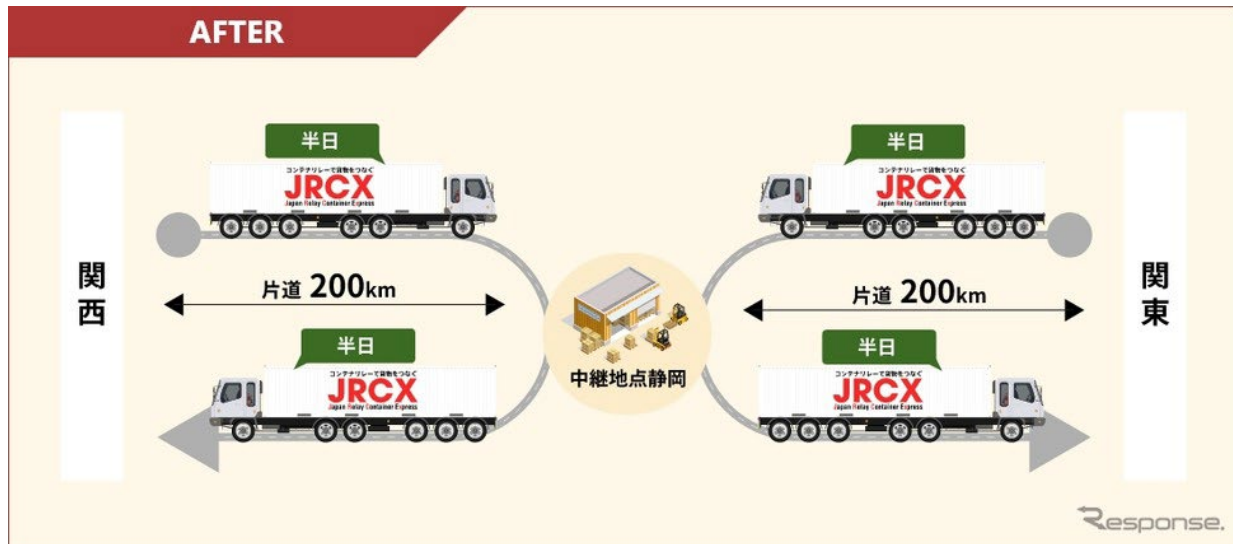 AFTER
半日
コンテナリレーで貨物をつなぐ
JRCX
Japan Relay Container Express
半日
コンテナリレーで貨物をつなぐ
JRCX
Japan Relay Container Express
関西
片道 200km
中継地点静岡
片道 200km
関東
半日
コンテナリレーで貨物をつなぐ
JRCX
Japan Relay Container Express
半日
コンテナリレーで貨物をつなぐ
JRCX
Japan Relay Container Express
Response.